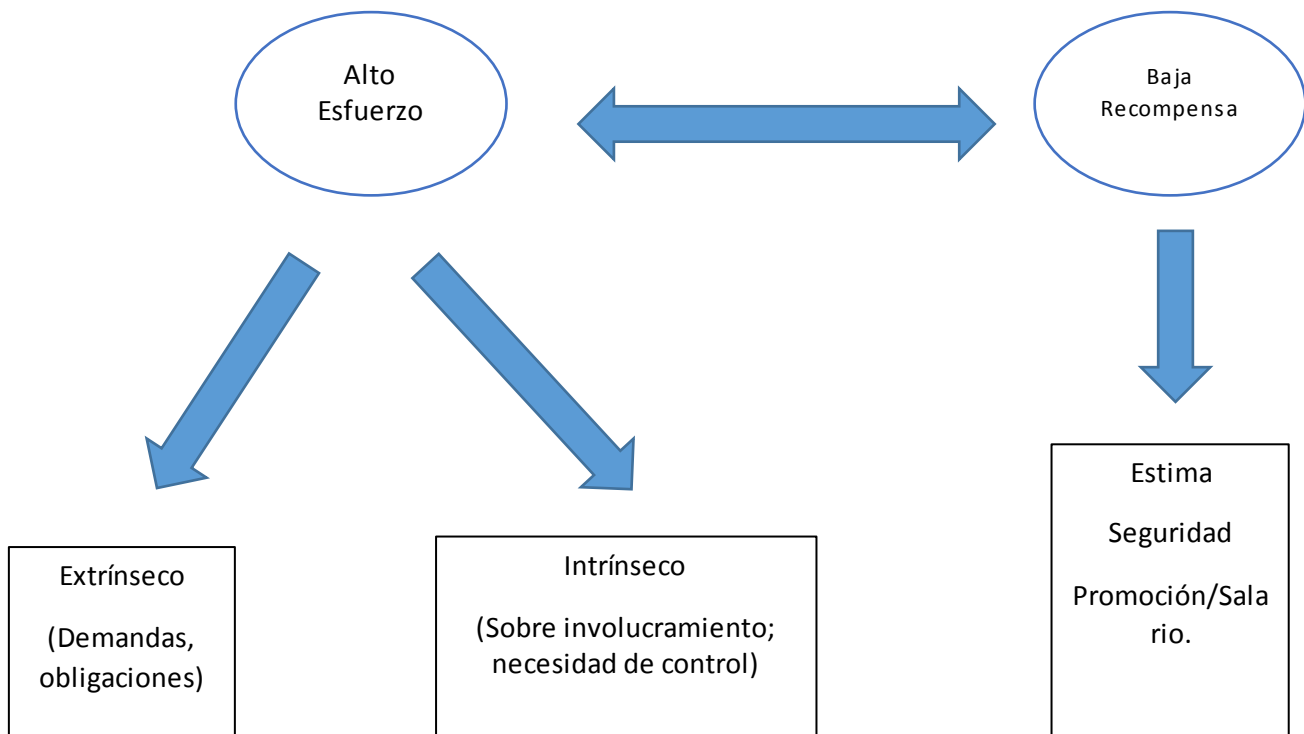 Alto
Esfuerzo
Baja
Recompensa
Extrínseco
(Demandas,
obligaciones)
Intrínseco
(Sobre involucramiento;
necesidad de control)
Estima
Seguridad
Promoción/Sala
rio.